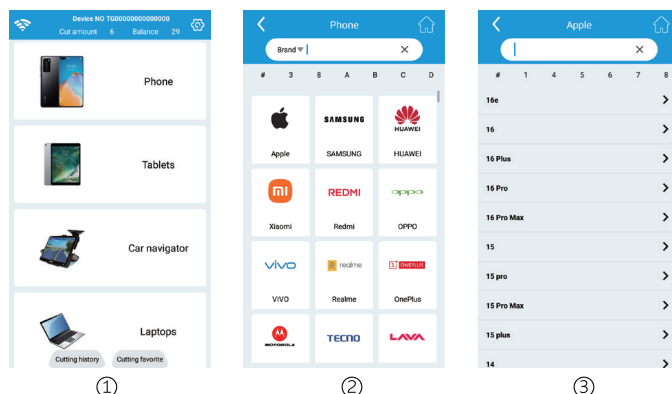 Device NO TG00000000000000
Cut amount 6 Balance 29
Phone
Tablets
Car navigator
Laptops
Cutting history Cutting favorite
①
Phone
Brand
# 3 8 A B C D
SAMSUNG
HUAWEI
Apple SAMSUNG HUAWEI
REDMI
oppo
Xiaomi Redmi OPPO
vivo
realme
ONEPLUS
VIVO Realme OnePlus
MOTOROLA
TECNO
LAVA
②
Apple
# 1 4 5 6 7 8
16e
16
16 Plus
16 Pro
16 Pro Max
15
15 pro
15 Pro Max
15 plus
14
③